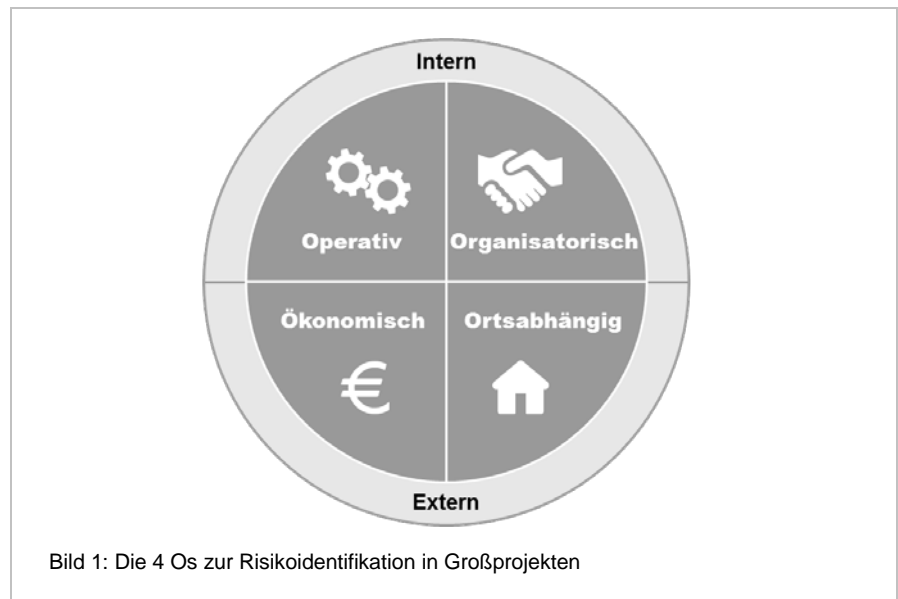 Intern
Operativ
Organisatorisch
Ökonomisch
Ortsabhängig
€
Extern
Bild 1: Die 4 Os zur Risikoidentifikation in Großprojekten